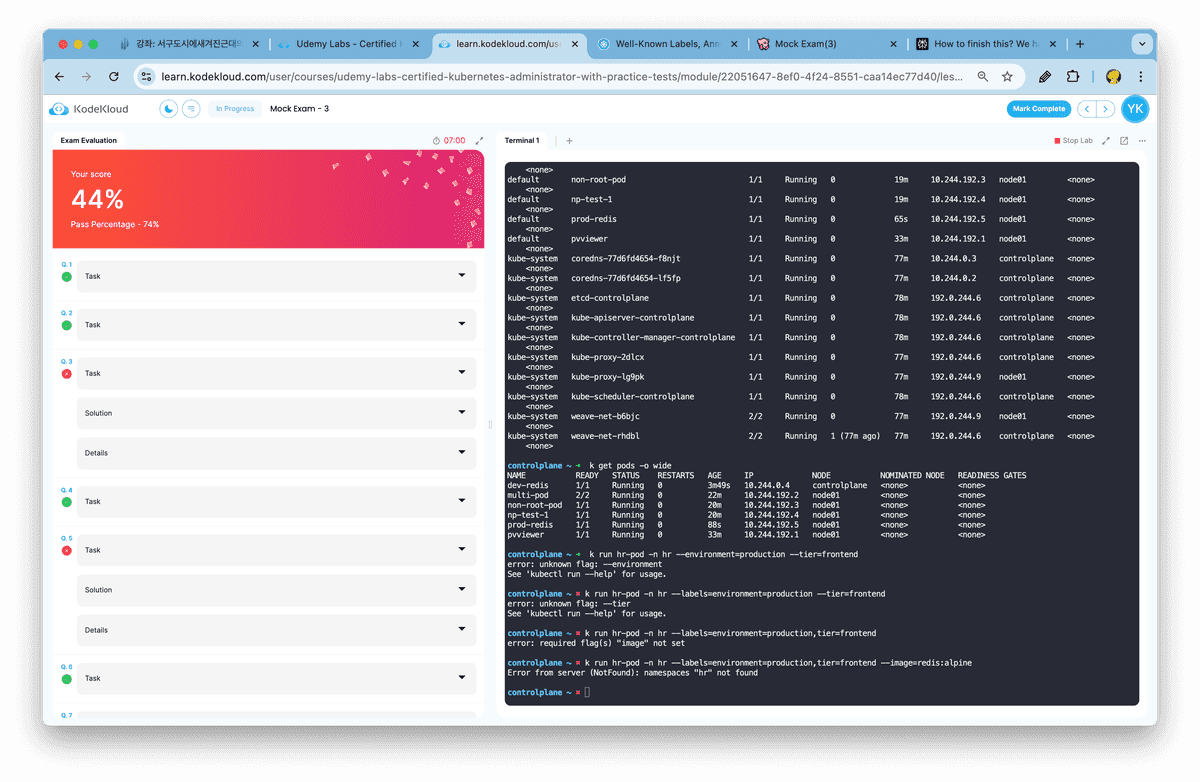 강좌: 서구도시에새겨진근대의
Udemy Labs - Certified K
learn.kodekloud.com/use
Well-Known Labels, Ann
Mock Exam(3)
How to finish this? We ha
learn.kodekloud.com/user/courses/udemy-labs-certified-kubernetes-administrator-with-practice-tests/module/22051647-8ef0-4f24-8551-caa14ec77d40/les...
KodeKloud
In Progress
Mock Exam - 3
Mark Complete
YK
Exam Evaluation
07:00
Your score
44%
Pass Percentage - 74%
Q. 1
Task
Q. 2
Task
Q. 3
Task
Solution
Details
Q. 4
Task
Q. 5
Task
Solution
Details
Q. 6
Task
Q. 7
Terminal 1
Stop Lab
<none>
default non-root-pod 1/1 Running 0 19m 10.244.192.3 node01 <none>
<none>
default np-test-1 1/1 Running 0 19m 10.244.192.4 node01 <none>
<none>
default prod-redis 1/1 Running 0 65s 10.244.192.5 node01 <none>
<none>
default pvviewer 1/1 Running 0 33m 10.244.192.1 node01 <none>
<none>
kube-system coredns-77d6fd4654-f8njt 1/1 Running 0 77m 10.244.0.3 controlplane <none>
<none>
kube-system coredns-77d6fd4654-lf5fp 1/1 Running 0 77m 10.244.0.2 controlplane <none>
<none>
kube-system etcd-controlplane 1/1 Running 0 78m 192.0.244.6 controlplane <none>
<none>
kube-system kube-apiserver-controlplane 1/1 Running 0 78m 192.0.244.6 controlplane <none>
<none>
kube-system kube-controller-manager-controlplane 1/1 Running 0 78m 192.0.244.6 controlplane <none>
<none>
kube-system kube-proxy-2dlcx 1/1 Running 0 77m 192.0.244.6 controlplane <none>
<none>
kube-system kube-proxy-lg9pk 1/1 Running 0 77m 192.0.244.9 node01 <none>
<none>
kube-system kube-scheduler-controlplane 1/1 Running 0 78m 192.0.244.6 controlplane <none>
<none>
kube-system weave-net-b6bjc 2/2 Running 0 77m 192.0.244.9 node01 <none>
<none>
kube-system weave-net-rhdbl 2/2 Running 1 (77m ago) 77m 192.0.244.6 controlplane <none>
<none>
controlplane ~ ➜ k get pods -o wide
NAME READY STATUS RESTARTS AGE IP NODE NOMINATED NODE READINESS GATES
dev-redis 1/1 Running 0 3m49s 10.244.0.4 controlplane <none> <none>
multi-pod 2/2 Running 0 22m 10.244.192.2 node01 <none> <none>
non-root-pod 1/1 Running 0 20m 10.244.192.3 node01 <none> <none>
np-test-1 1/1 Running 0 20m 10.244.192.4 node01 <none> <none>
prod-redis 1/1 Running 0 88s 10.244.192.5 node01 <none> <none>
pvviewer 1/1 Running 0 33m 10.244.192.1 node01 <none> <none>
controlplane ~ ➜ k run hr-pod -n hr --environment=production --tier=frontend
error: unknown flag: --environment
See 'kubectl run --help' for usage.
controlplane ~ ✖ k run hr-pod -n hr --labels=environment=production --tier=frontend
error: unknown flag: --tier
See 'kubectl run --help' for usage.
controlplane ~ ✖ k run hr-pod -n hr --labels=environment=production,tier=frontend
error: required flag(s) "image" not set
controlplane ~ ✖ k run hr-pod -n hr --labels=environment=production,tier=frontend --image=redis:alpine
Error from server (NotFound): namespaces "hr" not found
controlplane ~ ✖